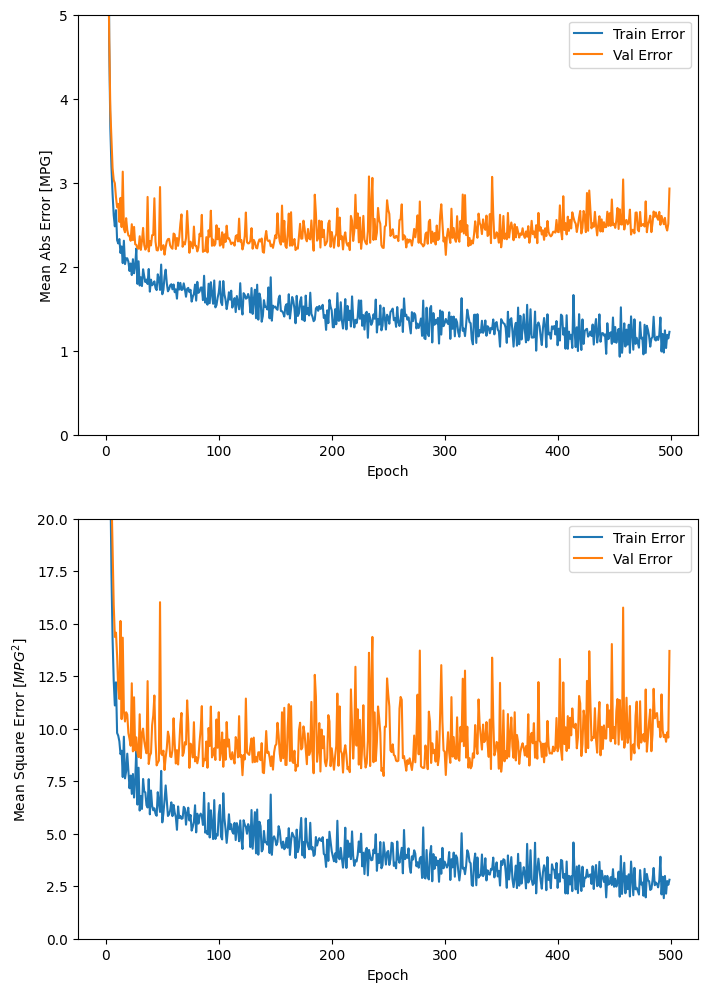 5
4
3
2
1
0
Mean Abs Error [MPG]
Train Error
Val Error
0 100 200 300 400 500
Epoch
20.0
17.5
15.0
12.5
10.0
7.5
5.0
2.5
0.0
Mean Square Error [MPG²]
Train Error
Val Error
0 100 200 300 400 500
Epoch